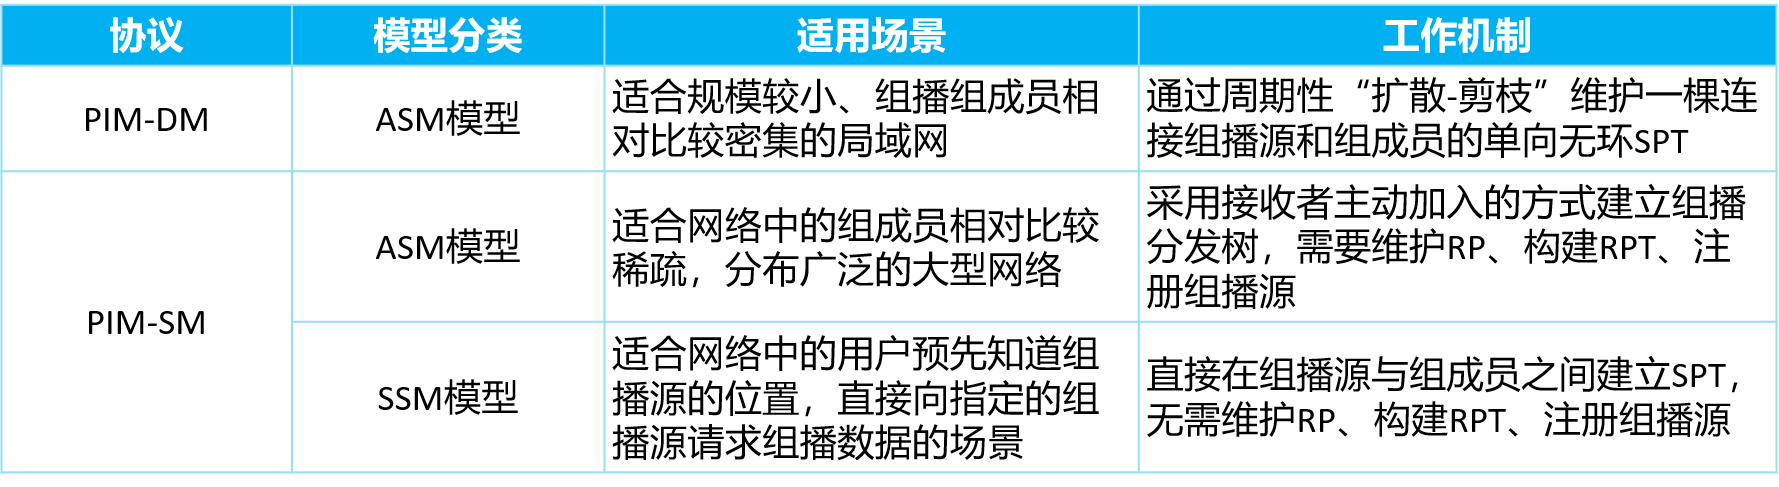 协议
模型分类
适用场景
工作机制
PIM-DM
ASM模型
适合规模较小、组播组成员相
对比较密集的局域网
通过周期性“扩散-剪枝”维护一棵连
接组播源和组成员的单向无环SPT
PIM-SM
ASM模型
适合网络中的组成员相对比较
稀疏，分布广泛的大型网络
采用接收者主动加入的方式建立组播
分发树，需要维护RP、构建RPT、注
册组播源
SSM模型
适合网络中的用户预先知道组
播源的位置，直接向指定的组
播源请求组播数据的场景
直接在组播源与组成员之间建立SPT，
无需维护RP、构建RPT、注册组播源